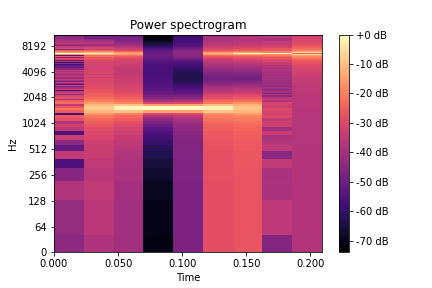 Power spectrogram
8192
4096
2048
1024
512
256
128
64
0
Hz
0.000
0.050
0.100
0.150
0.200
Time
+0 dB
-10 dB
-20 dB
-30 dB
-40 dB
-50 dB
-60 dB
-70 dB